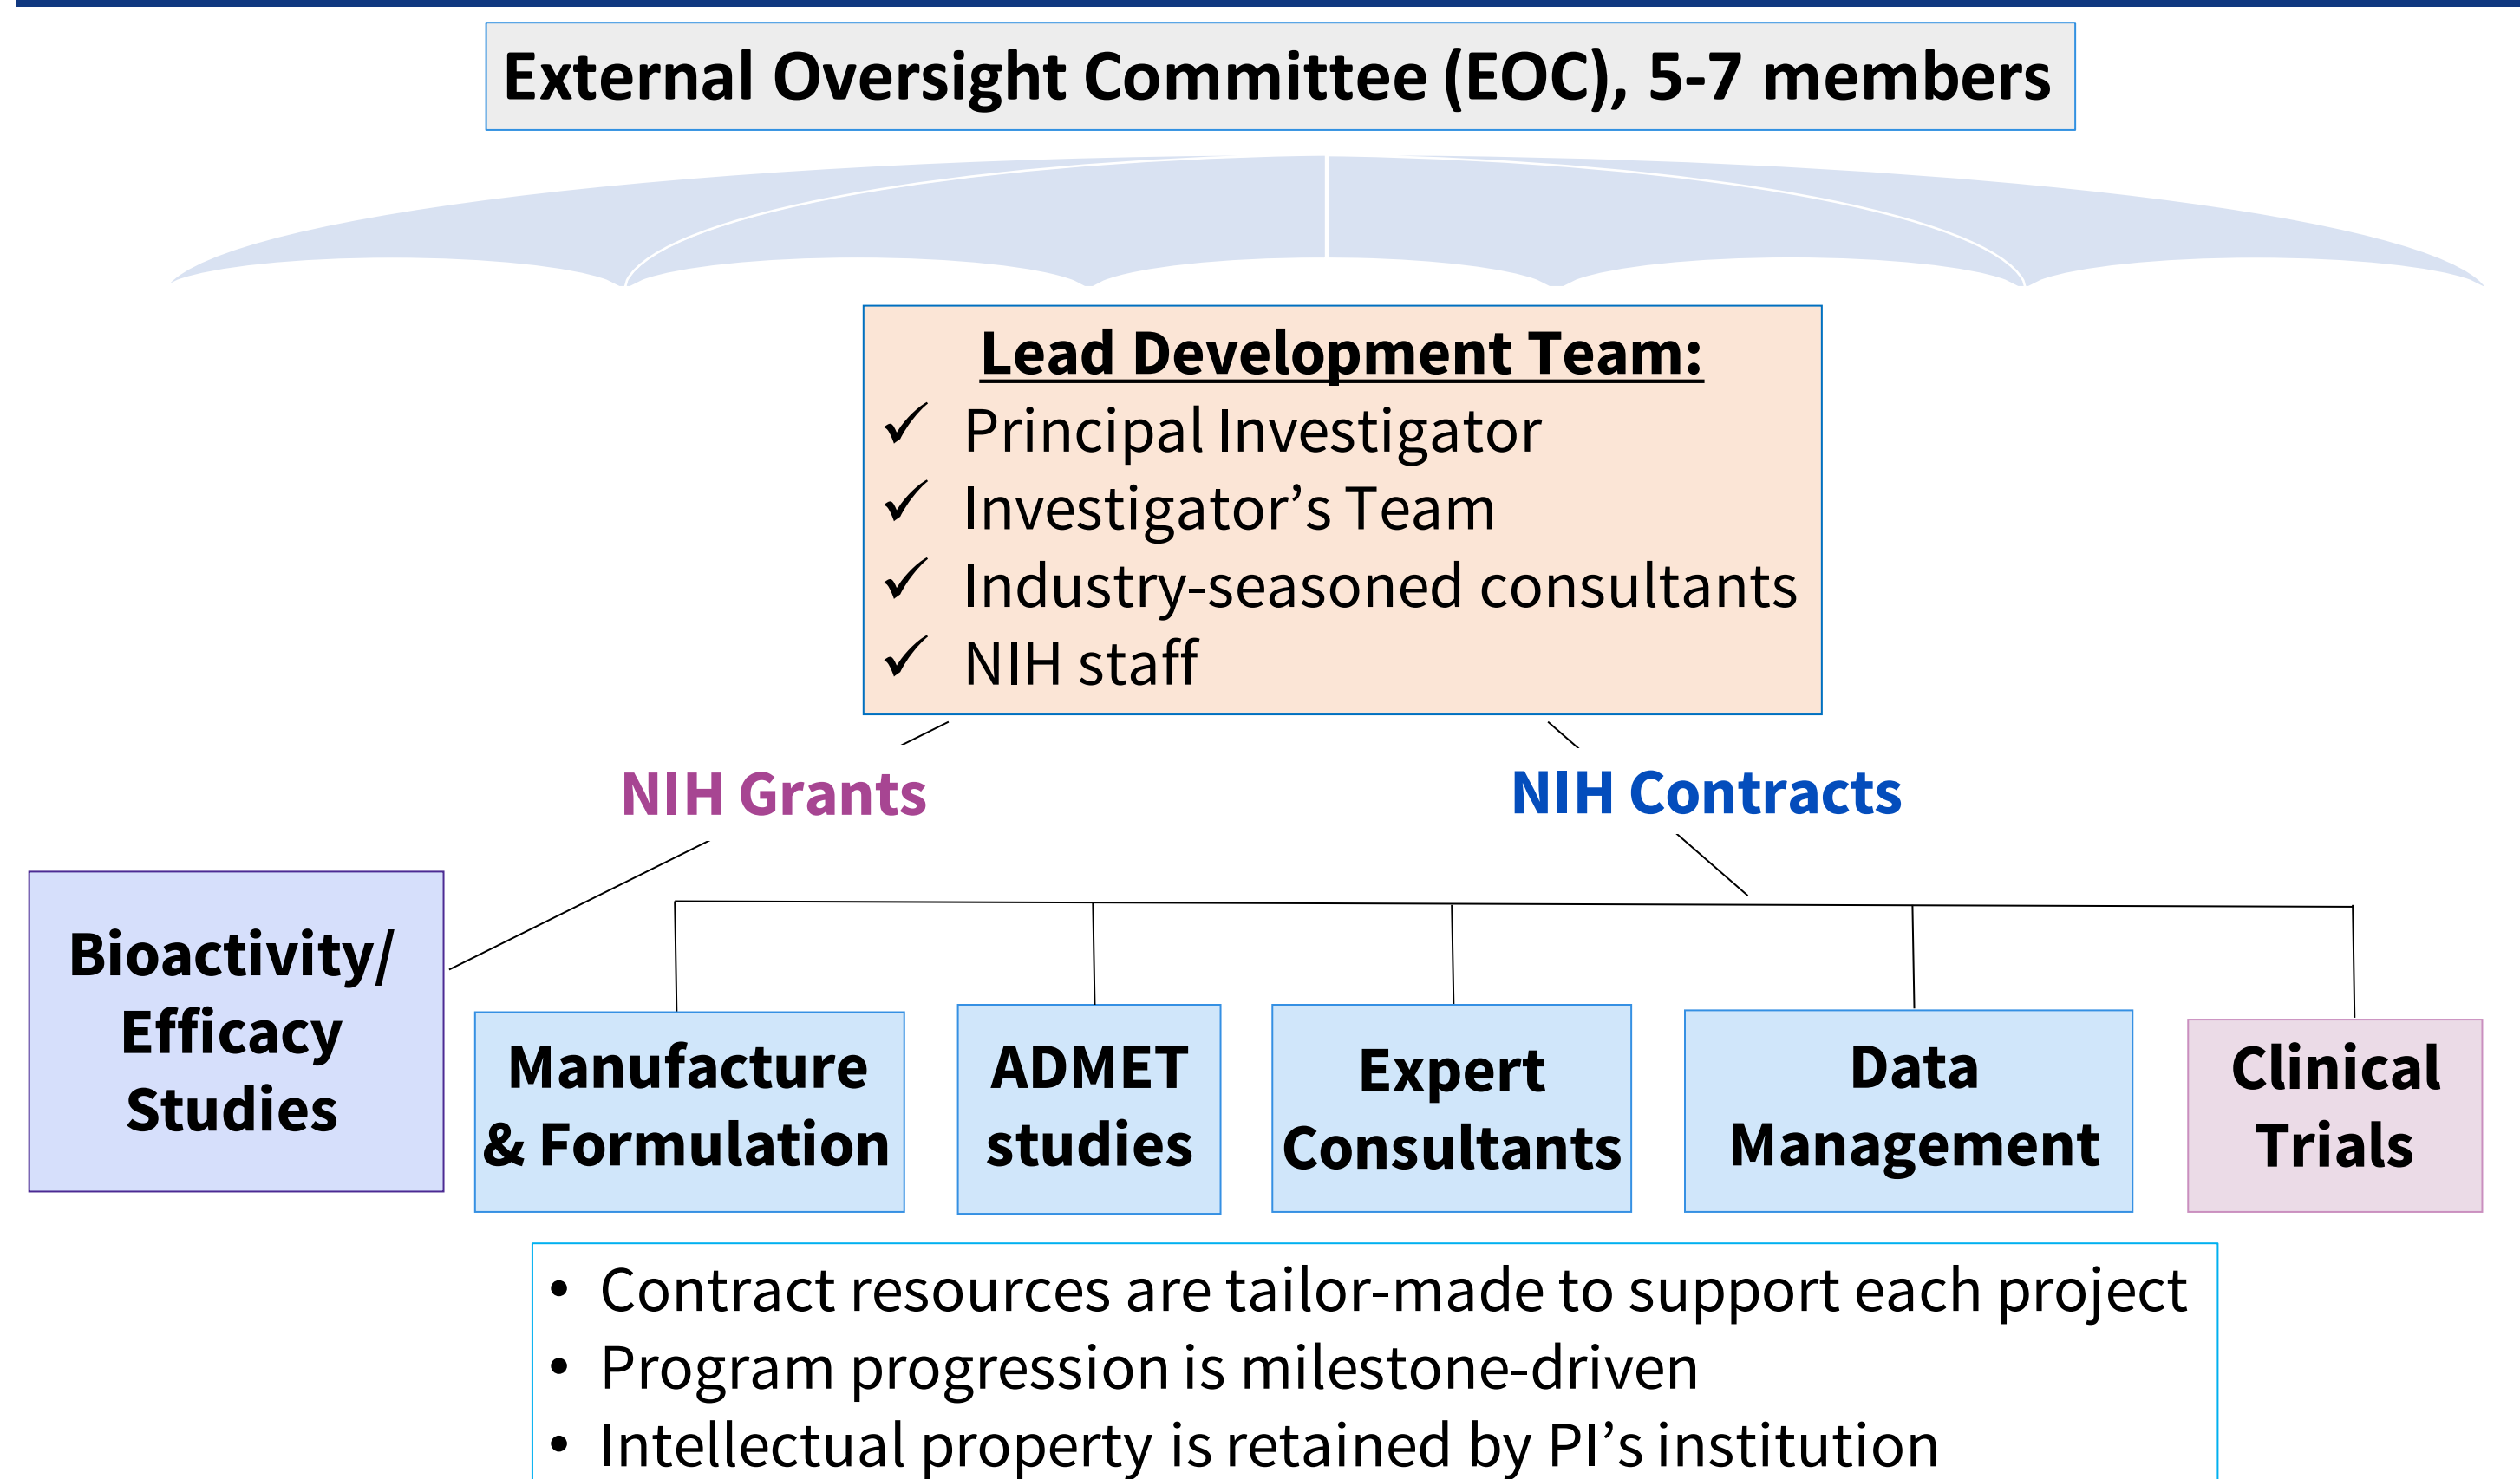 External Oversight Committee (EOC), 5-7 members
Lead Development Team:
✓ Principal Investigator
✓ Investigator’s Team
✓ Industry-seasoned consultants
✓ NIH staff
NIH Grants
NIH Contracts
Bioactivity/
Efficacy
Studies
Manufacture
& Formulation
ADMET
studies
Expert
Consultants
Data
Management
Clinical
Trials
• Contract resources are tailor-made to support each project
• Program progression is milestone-driven
• Intellectual property is retained by PI’s institution